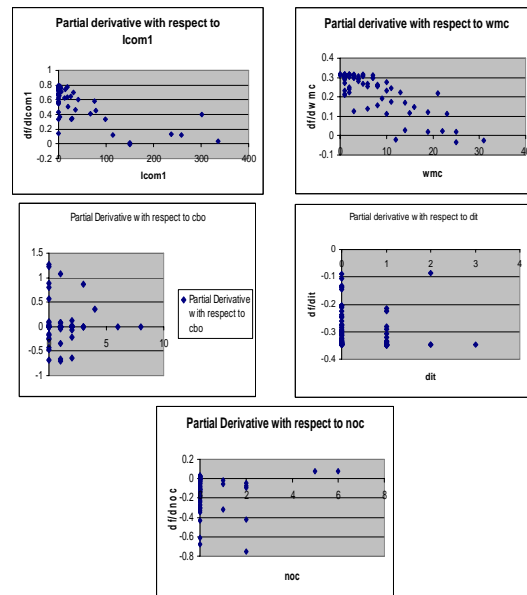 Partial derivative with respect to
lcom1
1
0.8
0.6
0.4
0.2
0
-0.2
0 100 200 300 400
df/dlcom1
lcom1
Partial derivative with respect to wmc
0.4
0.3
0.2
0.1
0
-0.1
0 10 20 30 40
df/dwmc
wmc
Partial Derivative with respect to cbo
1.5
1
0.5
0
-0.5
-1
5 10
Partial Derivative
with respect to
cbo
Partial derivative with respect to dit
0 1 2 3 4
0
-0.1
-0.2
-0.3
-0.4
df/dit
dit
Partial Derivative with respect to noc
0.2
0
-0.2
-0.4
-0.6
-0.8
2 4 6 8
df/dnoc
noc